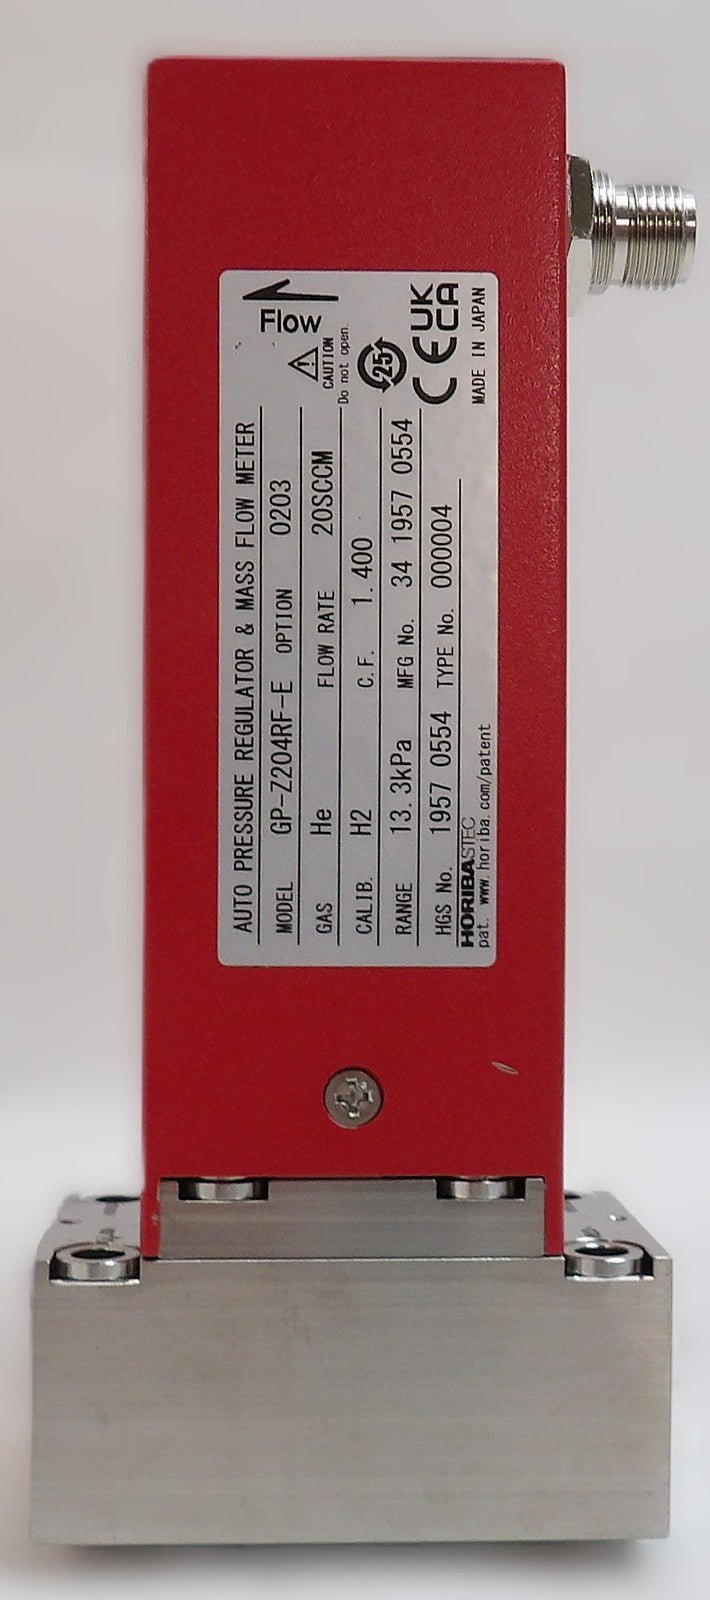 AUTO PRESSURE REGULATOR & MASS FLOW METER
MODEL GP-Z204RF-E OPTION 0203
GAS He FLOW RATE 20SCCM
CALIB. H2 C.F. 1.400
RANGE 13.3kPa MFG No. 34 1957 0554
HGS No. 1957 0554 TYPE No. 000004
HORIBASTEC
pat. www.horiba.com/patent
Flow
CAUTION
Do not open.
25
CE UK
CA
MADE IN JAPAN